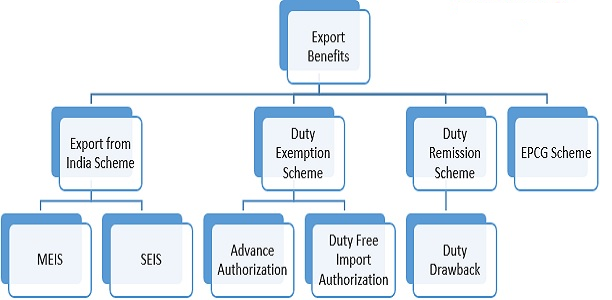 Export
Benefits
Export from
India Scheme
Duty
Exemption
Scheme
Duty
Remission
Scheme
EPCG Scheme
MEIS
SEIS
Advance
Authorization
Duty Free
Import
Authorization
Duty
Drawback